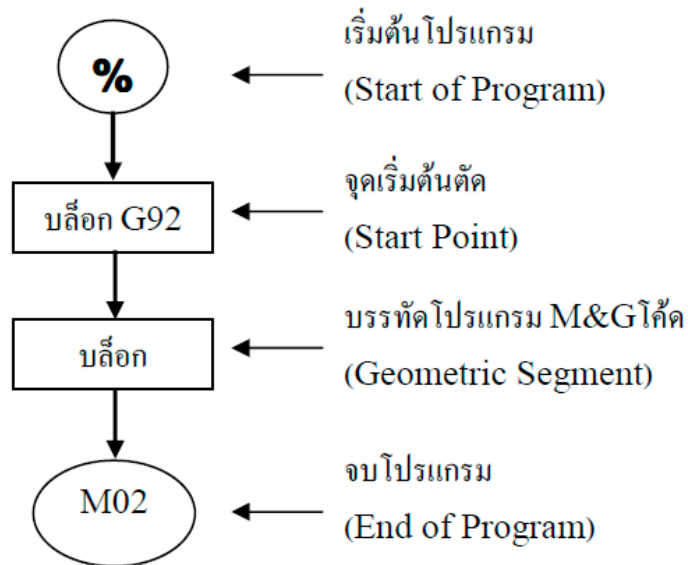 %
เริ่มต้นโปรแกรม
(Start of Program)
บล็อก G92
จุดเริ่มต้นตัด
(Start Point)
บล็อก
บรรทัดโปรแกรม M&Gโค้ด
(Geometric Segment)
M02
จบโปรแกรม
(End of Program)